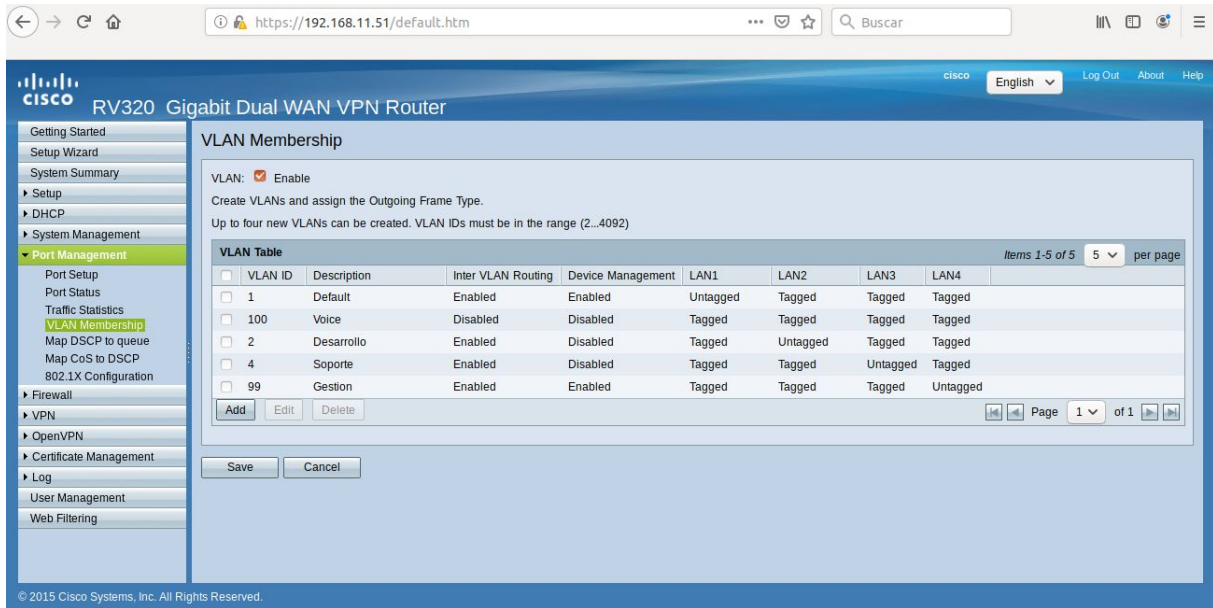 https://192.168.11.51/default.htm
Buscar
cisco
English
Log Out
About
Help
CISCO
RV320 Gigabit Dual WAN VPN Router
Getting Started
Setup Wizard
System Summary
Setup
DHCP
System Management
Port Management
Port Setup
Port Status
Traffic Statistics
VLAN Membership
Map DSCP to queue
Map CoS to DSCP
802.1X Configuration
Firewall
VPN
OpenVPN
Certificate Management
Log
User Management
Web Filtering
VLAN Membership
VLAN: Enable
Create VLANs and assign the Outgoing Frame Type.
Up to four new VLANs can be created. VLAN IDs must be in the range (2...4092)
VLAN Table Items 1-5 of 5 5 per page
VLAN ID Description Inter VLAN Routing Device Management LAN1 LAN2 LAN3 LAN4
1 Default Enabled Enabled Untagged Tagged Tagged Tagged
100 Voice Disabled Disabled Tagged Tagged Tagged Tagged
2 Desarrollo Enabled Disabled Tagged Untagged Tagged Tagged
4 Soporte Enabled Disabled Tagged Tagged Untagged Tagged
99 Gestion Enabled Enabled Tagged Tagged Tagged Untagged
Add Edit Delete Page 1 of 1
Save Cancel
© 2015 Cisco Systems, Inc. All Rights Reserved.